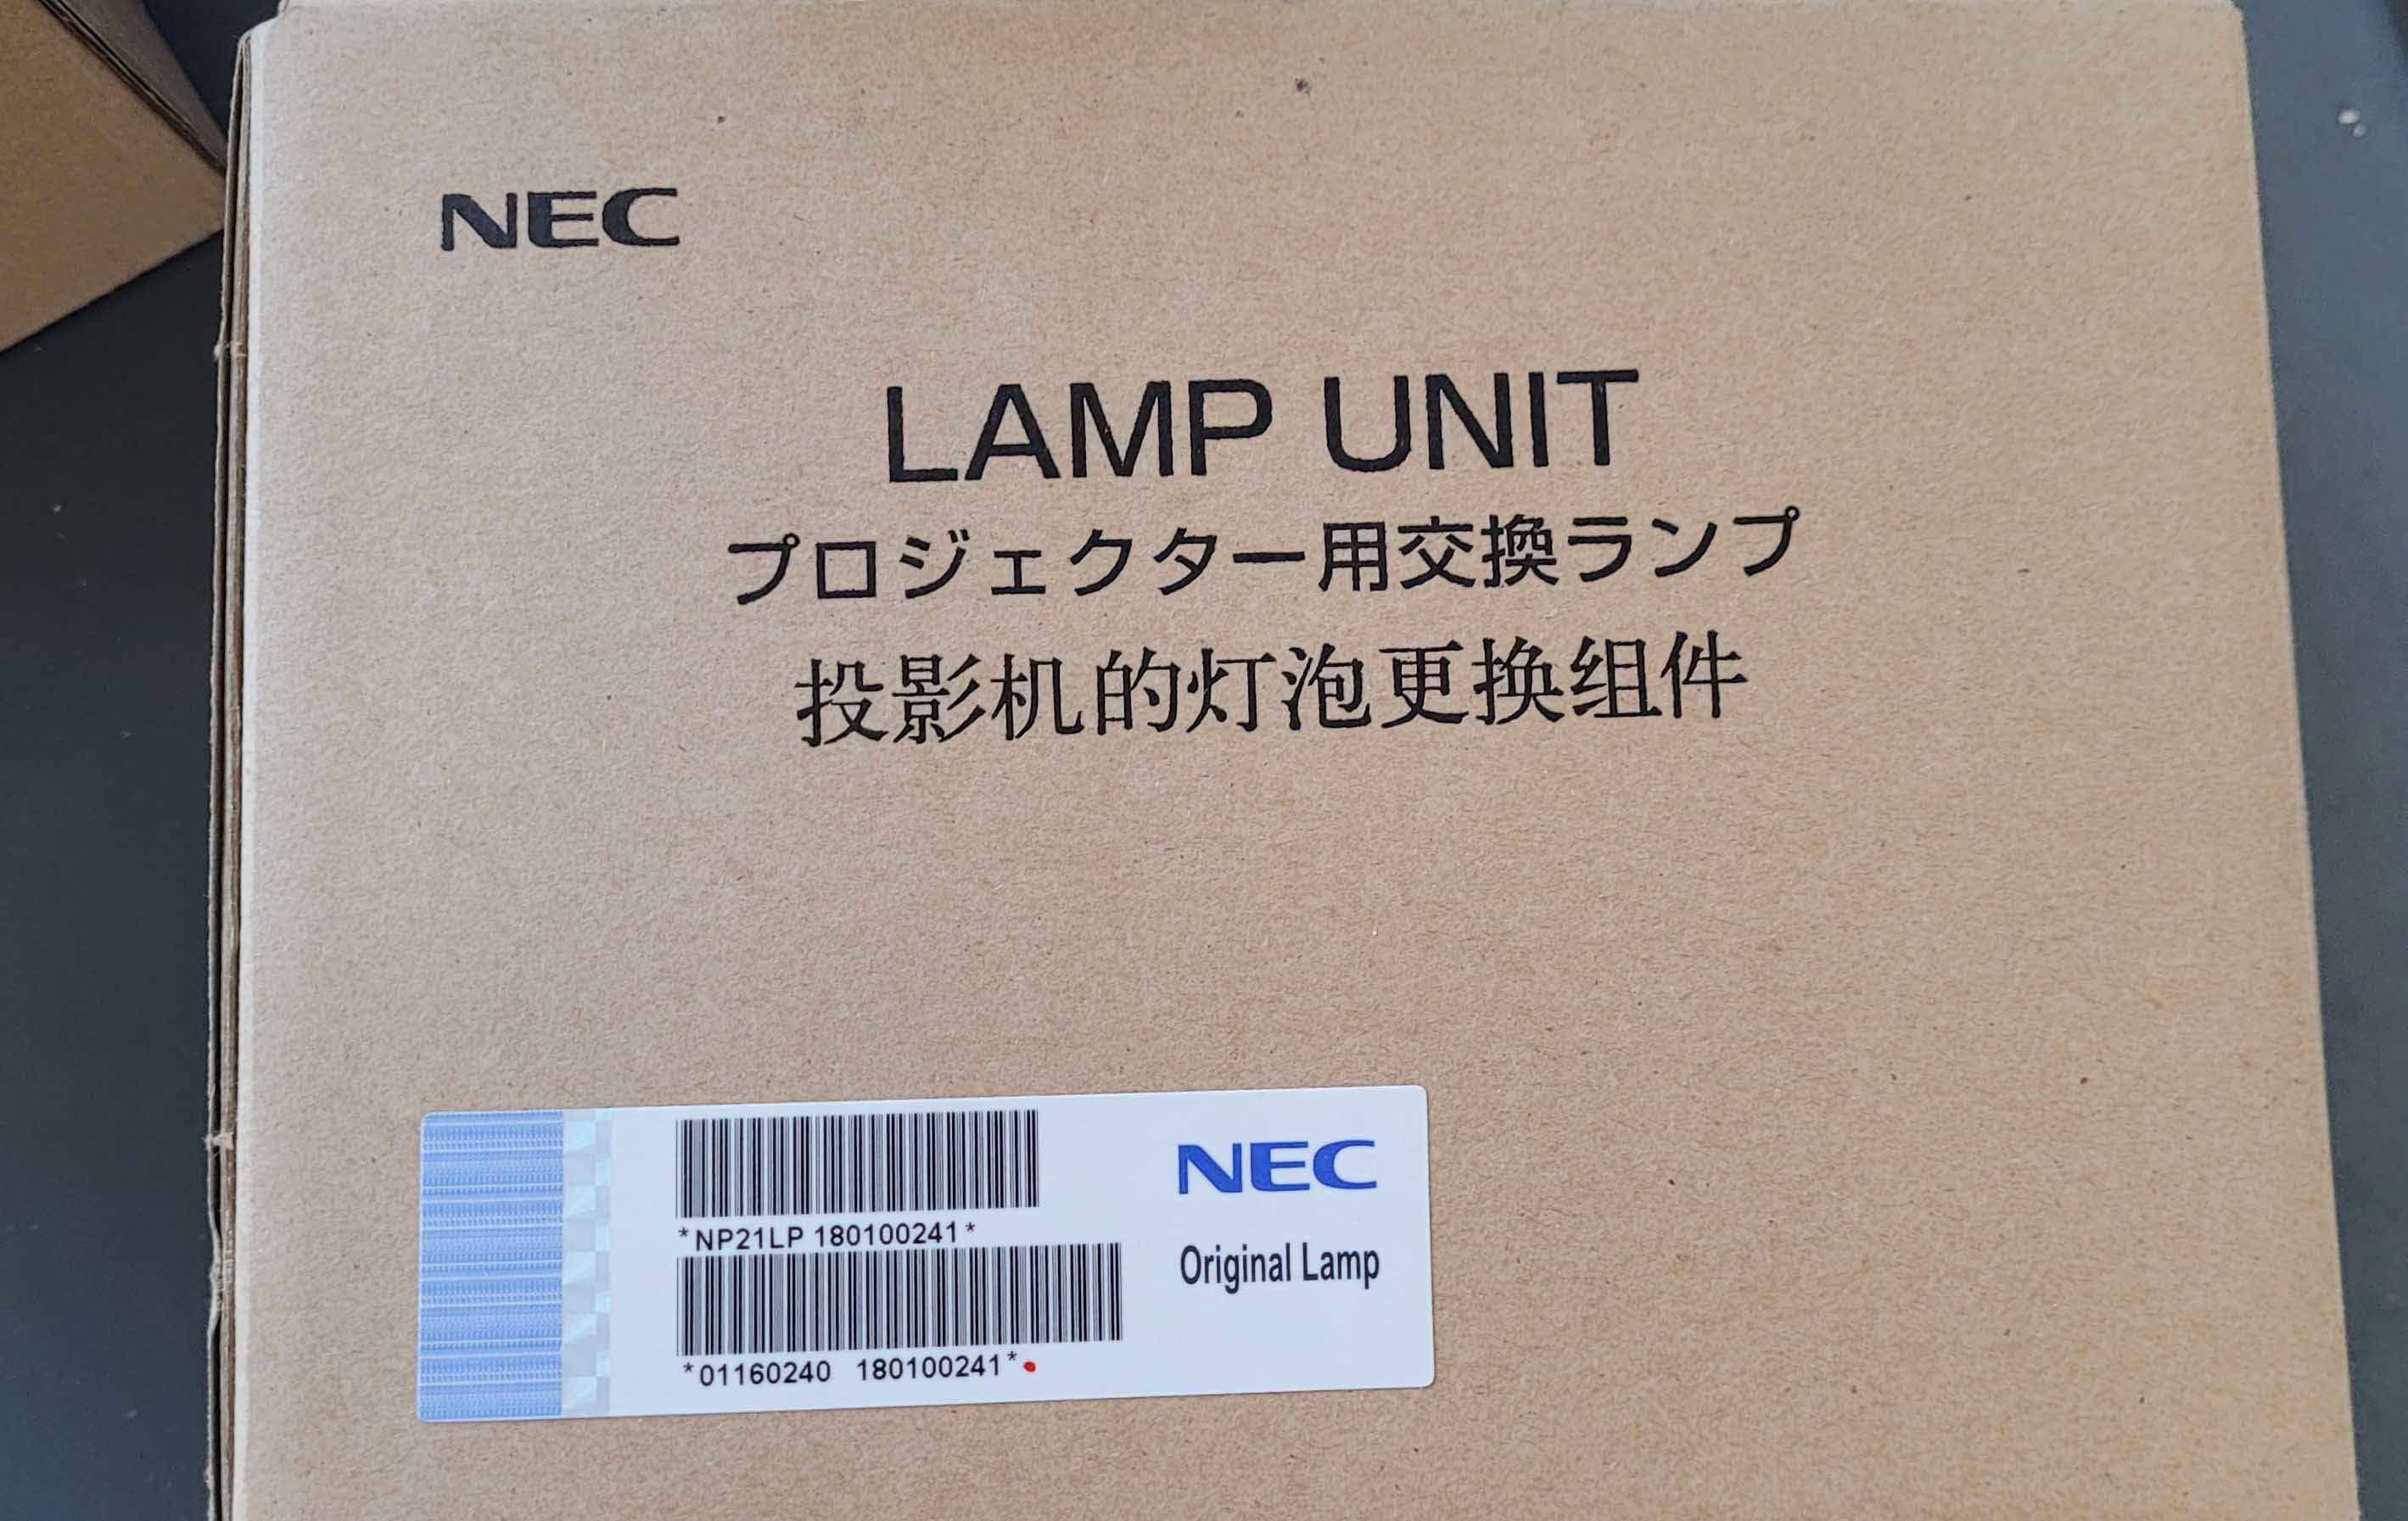 NEC
LAMP UNIT
プロジェクター用交換ランプ
投影机的灯泡更换组件
*NP21LP 180100241*
*01160240 180100241*
NEC
Original Lamp